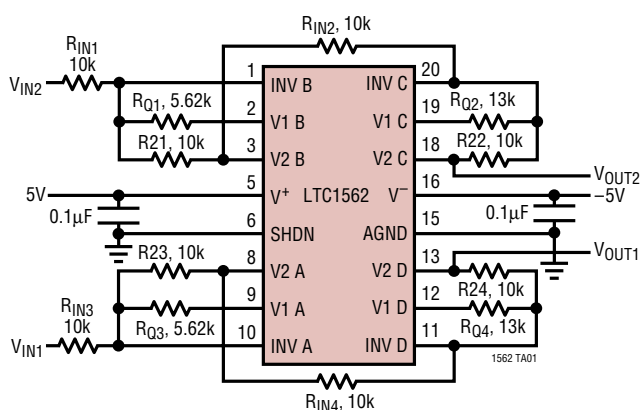 RIN2, 10k
RIN1
10k
VIN2
1 INV B INV C 20
RQ1, 5.62k
2 V1 B V1 C 19
RQ2, 13k
R21, 10k
3 V2 B V2 C 18
R22, 10k
VOUT2
5V
5 V+ LTC1562 V− 16
−5V
0.1µF
6 SHDN AGND 15
0.1µF
VOUT1
R23, 10k
8 V2 A V2 D 13
R24, 10k
9 V1 A V1 D 12
RIN3
10k
RQ3, 5.62k
RQ4, 13k
VIN1
10 INV A INV D 11
1562 TA01
RIN4, 10k